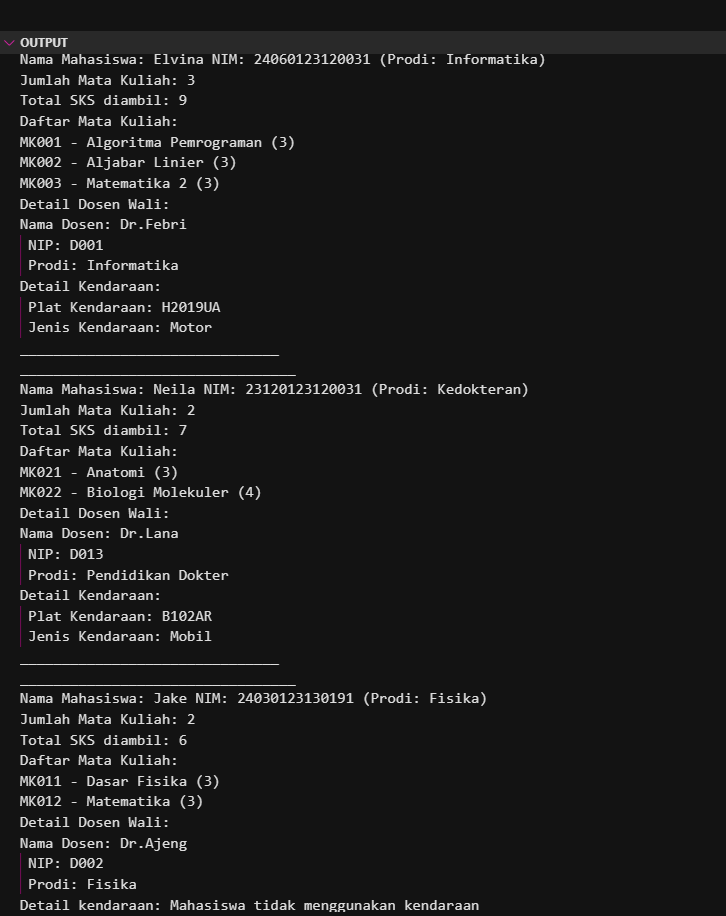 OUTPUT
Nama Mahasiswa: Elvina NIM: 24060123120031 (Prodi: Informatika)
Jumlah Mata Kuliah: 3
Total SKS diambil: 9
Daftar Mata Kuliah:
MK001 - Algoritma Pemrograman (3)
MK002 - Aljabar Linier (3)
MK003 - Matematika 2 (3)
Detail Dosen Wali:
Nama Dosen: Dr.Febri
NIP: D001
Prodi: Informatika
Detail Kendaraan:
Plat Kendaraan: H2019UA
Jenis Kendaraan: Motor
_______________________________
_________________________________
Nama Mahasiswa: Neila NIM: 23120123120031 (Prodi: Kedokteran)
Jumlah Mata Kuliah: 2
Total SKS diambil: 7
Daftar Mata Kuliah:
MK021 - Anatomi (3)
MK022 - Biologi Molekuler (4)
Detail Dosen Wali:
Nama Dosen: Dr.Lana
NIP: D013
Prodi: Pendidikan Dokter
Detail Kendaraan:
Plat Kendaraan: B102AR
Jenis Kendaraan: Mobil
_______________________________
_________________________________
Nama Mahasiswa: Jake NIM: 24030123130191 (Prodi: Fisika)
Jumlah Mata Kuliah: 2
Total SKS diambil: 6
Daftar Mata Kuliah:
MK011 - Dasar Fisika (3)
MK012 - Matematika (3)
Detail Dosen Wali:
Nama Dosen: Dr.Ajeng
NIP: D002
Prodi: Fisika
Detail kendaraan: Mahasiswa tidak menggunakan kendaraan